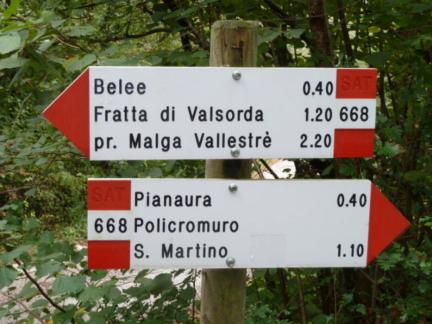 Belee 0.40 SAT
Fratta di Valsorda 1.20 668
pr. Malga Vallestrè 2.20
SAT Pianaura 0.40
668 Policromuro
S. Martino 1.10